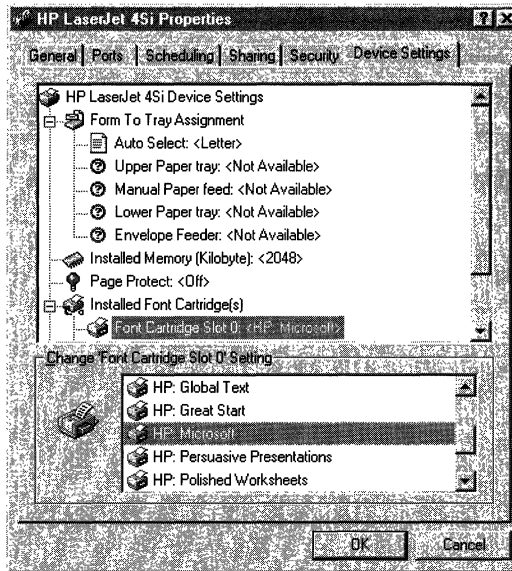 HP LaserJet 4Si Properties
General Ports Scheduling Sharing Security Device Settings
HP LaserJet 4Si Device Settings
Form To Tray Assignment
Auto Select: <Letter>
Upper Paper tray: <Not Available>
Manual Paper feed: <Not Available>
Lower Paper tray: <Not Available>
Envelope Feeder: <Not Available>
Installed Memory (Kilobyte): <2048>
Page Protect: <Off>
Installed Font Cartridge(s)
Font Cartridge Slot 0: <HP: Microsoft>
Change 'Font Cartridge Slot 0' Setting
HP: Global Text
HP: Great Start
HP: Microsoft
HP: Persuasive Presentations
HP: Polished Worksheets
OK Cancel